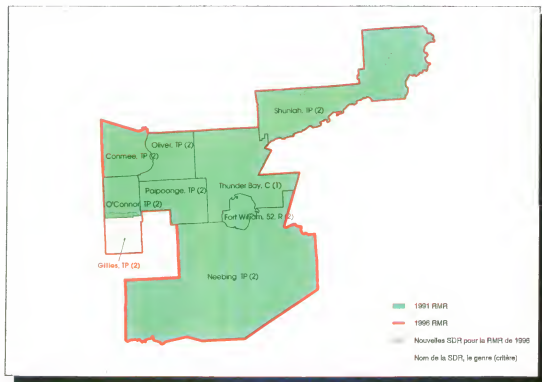 Shuniah, TP (2)
Oliver, TP (2)
Conmee, TP (2)
Paipoonge, TP (2)
Thunder Bay, C (1)
O'Connor, TP (2)
Fort William, 52, R (2)
Gillies, TP (2)
Neebing, TP (2)
1991 RMR
1996 RMR
Nouvelles SDR pour la RMR de 1996
Nom de la SDR, le genre (critère)